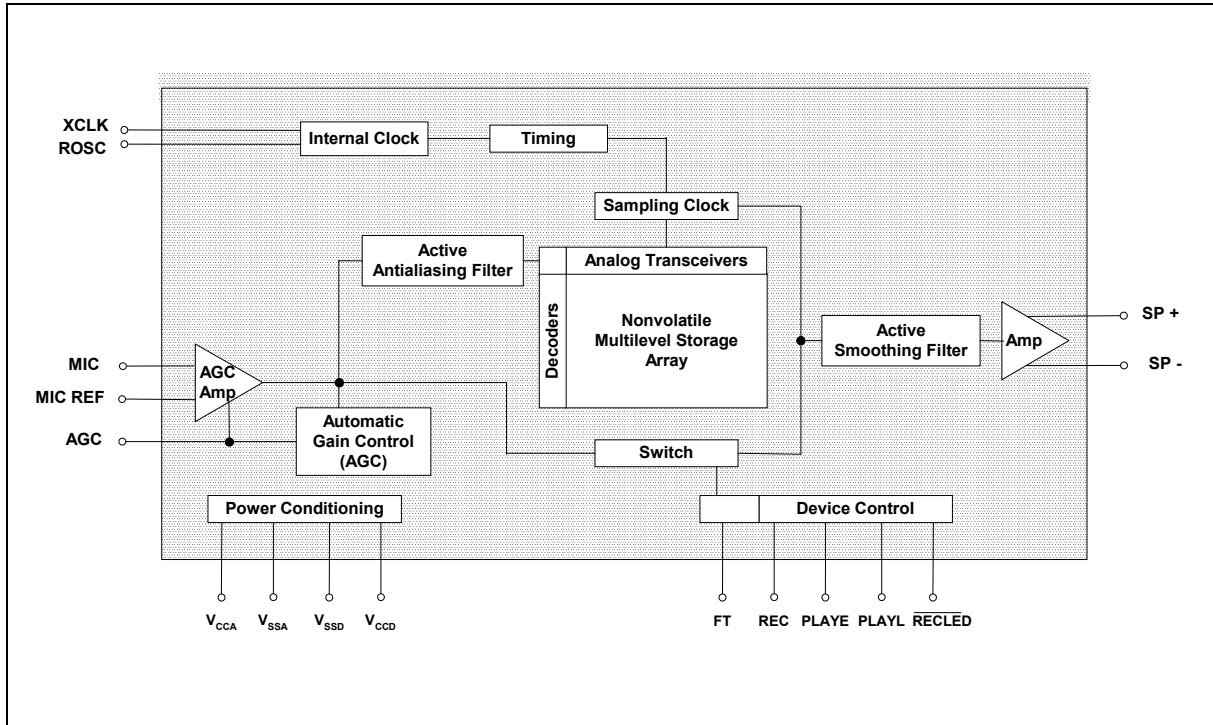 XCLK
ROSC
Internal Clock
Timing
Sampling Clock
Active
Antialiasing Filter
Analog Transceivers
Decoders
Nonvolatile
Multilevel Storage
Array
Active
Smoothing Filter
Amp
SP +
SP -
MIC
MIC REF
AGC
AGC
Amp
Automatic
Gain Control
(AGC)
Switch
Power Conditioning
Device Control
VCCA
VSSA
VSSD
VCCD
FT
REC
PLAYE
PLAYL
RECLED